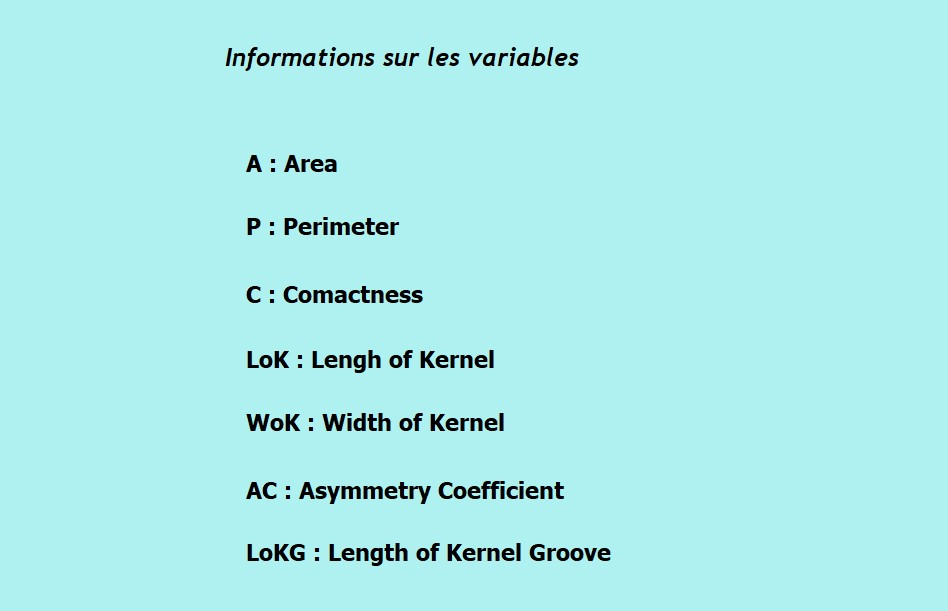 Informations sur les variables
A : Area
P : Perimeter
C : Comactness
LoK : Lengh of Kernel
WoK : Width of Kernel
AC : Asymmetry Coefficient
LoKG : Length of Kernel Groove